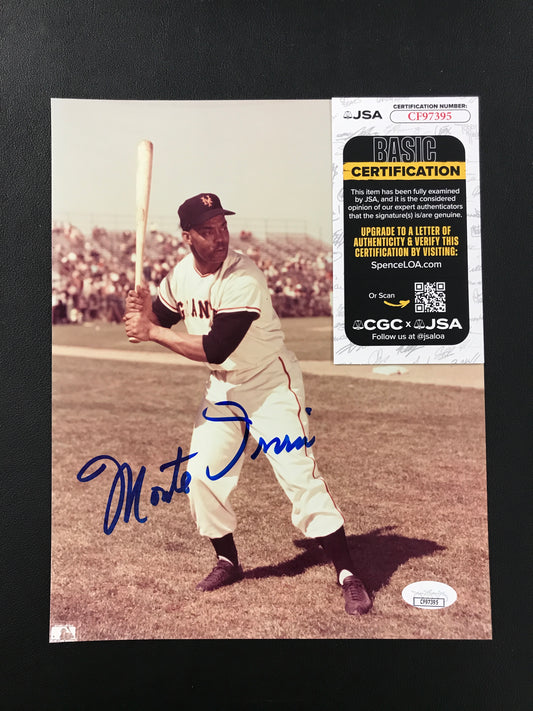 JSA
CERTIFICATION NUMBER:
CF97395
BASIC
CERTIFICATION
This item has been fully examined
by JSA, and it is the considered
opinion of our expert authenticators
that the signature(s) is/are genuine.
UPGRADE TO A LETTER OF
AUTHENTICITY & VERIFY THIS
CERTIFICATION BY VISITING:
SpenceLOA.com
Or Scan
CGC x JSA
Follow us at @jsaloa
NY
GIANT
Monte Irvin
CF97395